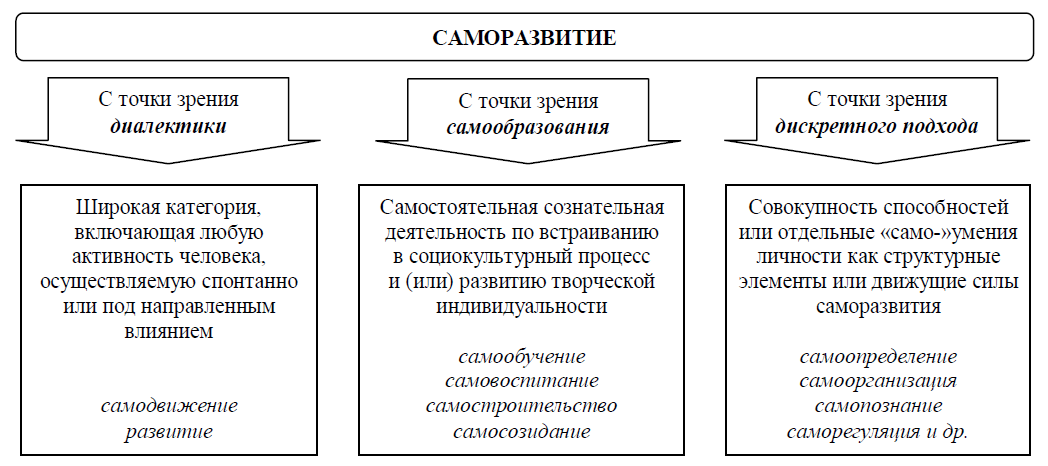 САМОРАЗВИТИЕ
С точки зрения
диалектики
С точки зрения
самообразования
С точки зрения
дискретного подхода
Широкая категория,
включающая любую
активность человека,
осуществляемую спонтанно
или под направленным
влиянием
самодвижение
развитие
Самостоятельная сознательная
деятельность по встраиванию
в социокультурный процесс
и (или) развитию творческой
индивидуальности
самообучение
самовоспитание
самостроительство
самосозидание
Совокупность способностей
или отдельные «само-»умения
личности как структурные
элементы или движущие силы
саморазвития
самоопределение
самоорганизация
самопознание
саморегуляция и др.